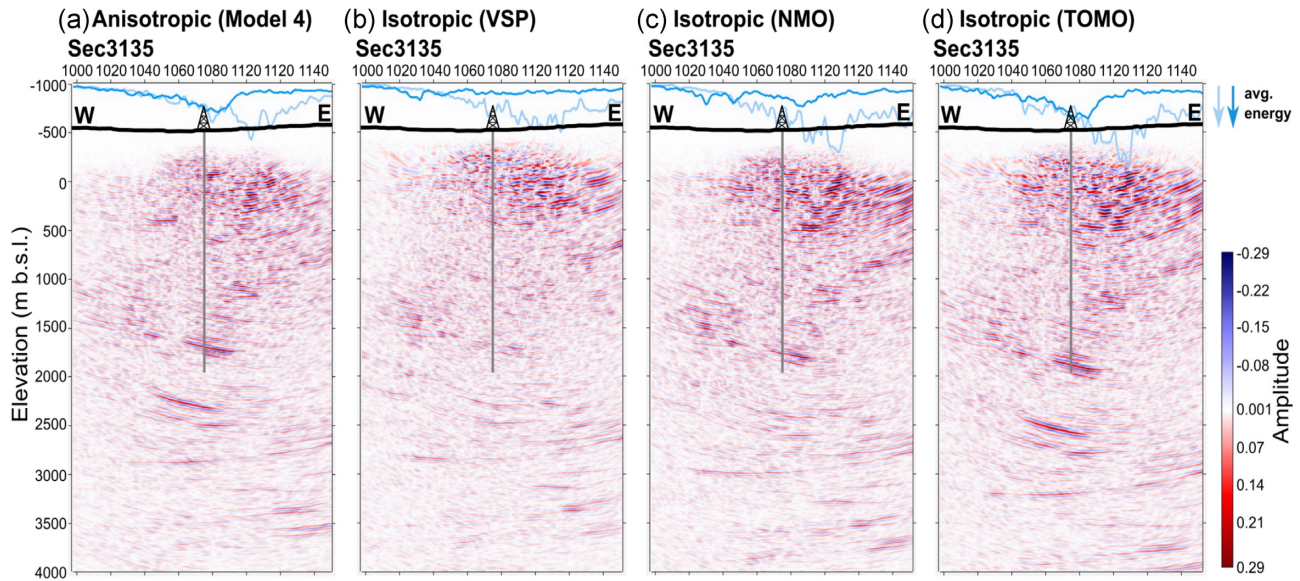 (a) Anisotropic (Model 4)
Sec3135
1000 1020 1040 1060 1080 1100 1120 1140
W E
(b) Isotropic (VSP)
Sec3135
1000 1020 1040 1060 1080 1100 1120 1140
(c) Isotropic (NMO)
Sec3135
1000 1020 1040 1060 1080 1100 1120 1140
(d) Isotropic (TOMO)
Sec3135
1000 1020 1040 1060 1080 1100 1120 1140
W E
avg.
energy
Elevation (m b.s.l.)
-1000
-500
0
500
1000
1500
2000
2500
3000
3500
4000
Amplitude
-0.29
-0.22
-0.15
-0.08
0.001
0.07
0.14
0.21
0.29